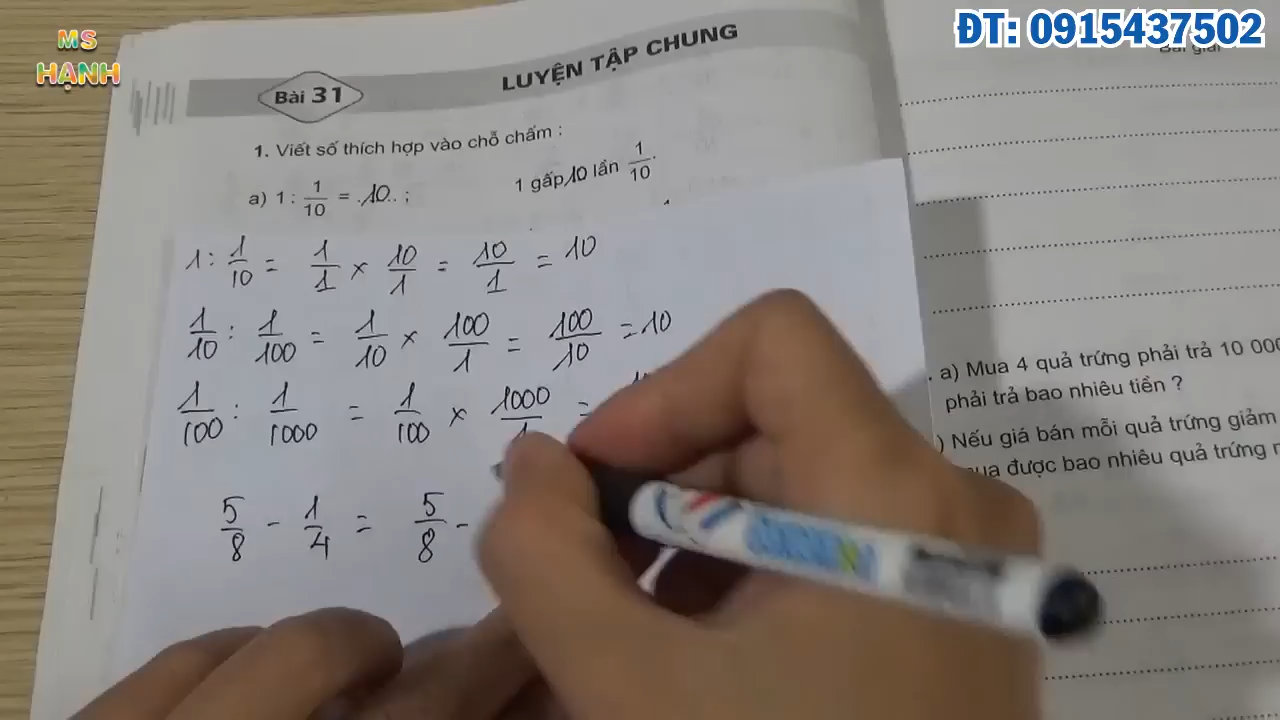 MS
HẠNH
ĐT: 0915437502
Bài giải
Bài 31
LUYỆN TẬP CHUNG
1. Viết số thích hợp vào chỗ chấm :
a) 1 : 1/10 = .10.. ;
1 gấp 10 lần 1/10.
1 : 1/10 = 1/1 × 10/1 = 10/1 = 10
1/10 : 1/100 = 1/10 × 100/1 = 100/10 = 10
1/100 : 1/1000 = 1/100 × 1000/1 =
5/8 - 1/4 = 5/8 -
a) Mua 4 quả trứng phải trả 10 000
phải trả bao nhiêu tiền ?
) Nếu giá bán mỗi quả trứng giảm
mua được bao nhiêu quả trứng